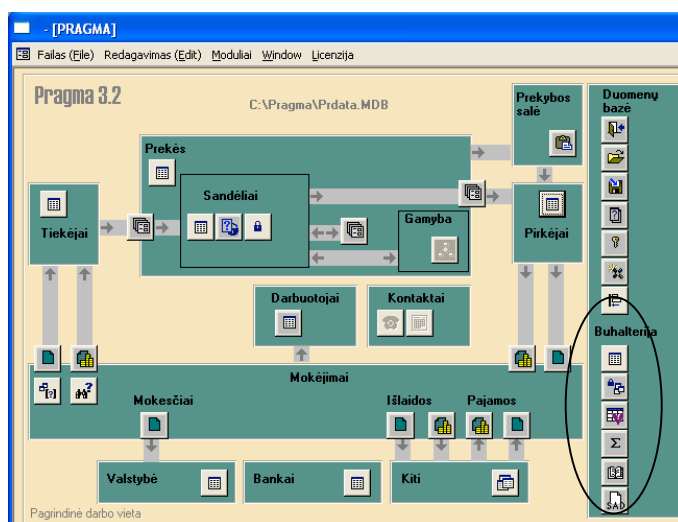 - [PRAGMA]
Failas (File) Redagavimas (Edit) Moduliai Window Licenzija
Pragma 3.2
C:\Pragma\Prdata.MDB
Prekybos
salė
Duomenų
bazė
Prekės
Sandėliai
Gamyba
Tiekėjai
Pirkėjai
Darbuotojai
Kontaktai
Buhalterija
Mokėjimai
Mokesčiai
Išlaidos
Pajamos
Σ
SAD
Valstybė
Bankai
Kiti
Pagrindinė darbo vieta